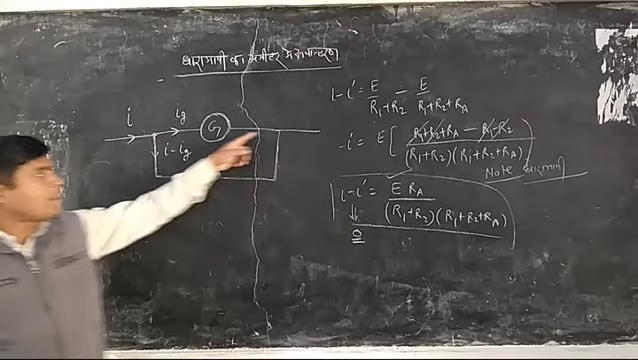 धारामापी का अमीटर में रूपान्तरण
i
ig
G
i - ig
i - i' = E/(R1+R2) - E/(R1+R2+RA)
-i' = E[(R1+R2+RA - R1-R2)/((R1+R2)(R1+R2+RA))]
Note
i - i' = E RA/((R1+R2)(R1+R2+RA))
0